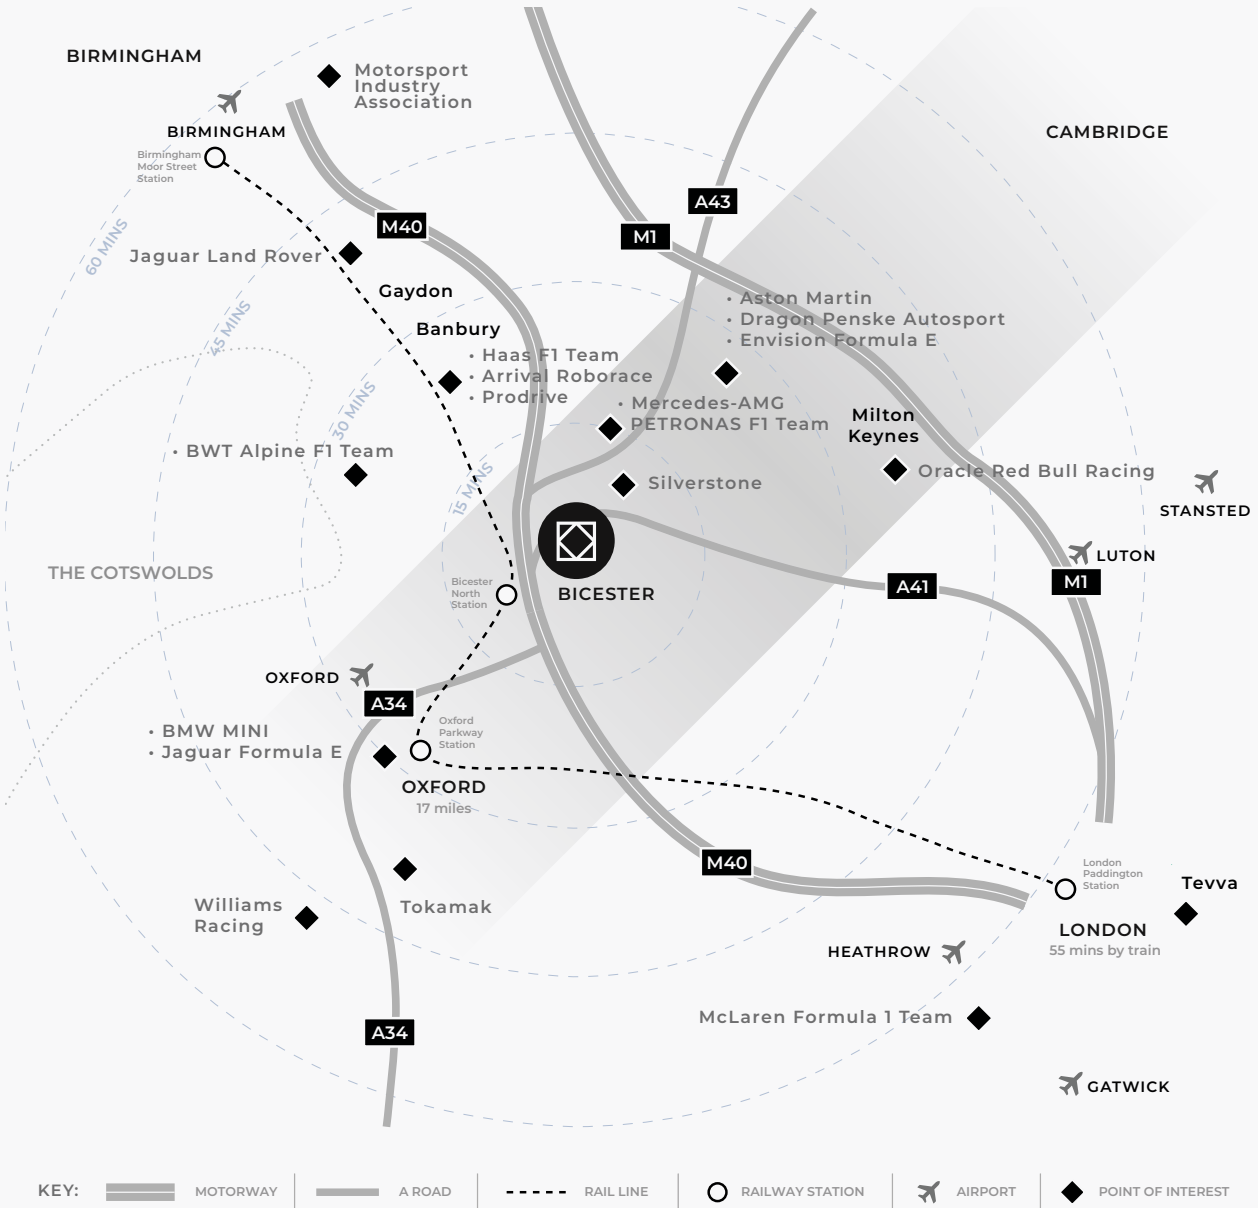 BIRMINGHAM
Motorsport
Industry
Association
BIRMINGHAM
CAMBRIDGE
Birmingham
Moor Street
Station
A43
M40
M1
60 MINS
Jaguar Land Rover
Gaydon
• Aston Martin
• Dragon Penske Autosport
• Envision Formula E
45 MINS
Banbury
• Haas F1 Team
• Arrival Roborace
• Prodrive
• Mercedes-AMG
PETRONAS F1 Team
Milton
Keynes
30 MINS
• BWT Alpine F1 Team
Oracle Red Bull Racing
15 MINS
Silverstone
STANSTED
LUTON
THE COTSWOLDS
Bicester
North
Station
BICESTER
A41
M1
OXFORD
A34
• BMW MINI
• Jaguar Formula E
Oxford
Parkway
Station
OXFORD
17 miles
M40
London
Paddington
Station
Tevva
Williams
Racing
Tokamak
LONDON
55 mins by train
HEATHROW
McLaren Formula 1 Team
A34
GATWICK
KEY:
MOTORWAY
A ROAD
RAIL LINE
RAILWAY STATION
AIRPORT
POINT OF INTEREST